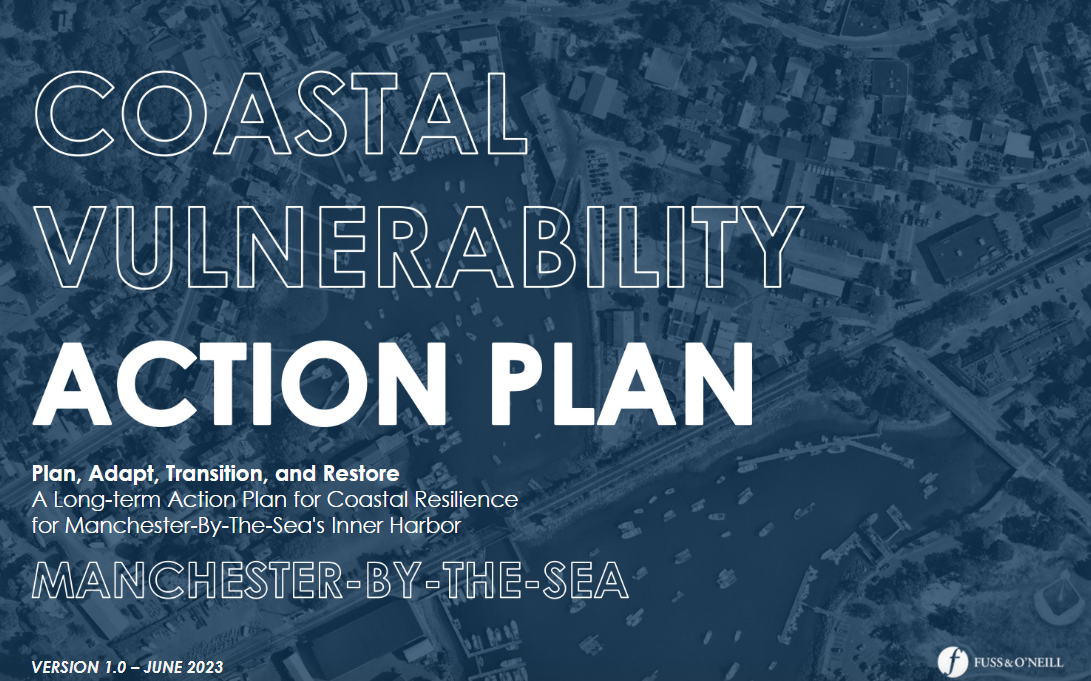 COASTAL
VULNERABILITY
ACTION PLAN
Plan, Adapt, Transition, and Restore
A Long-term Action Plan for Coastal Resilience
for Manchester-By-The-Sea's Inner Harbor
MANCHESTER-BY-THE-SEA
VERSION 1.0 – JUNE 2023
f FUSS & O'NEILL